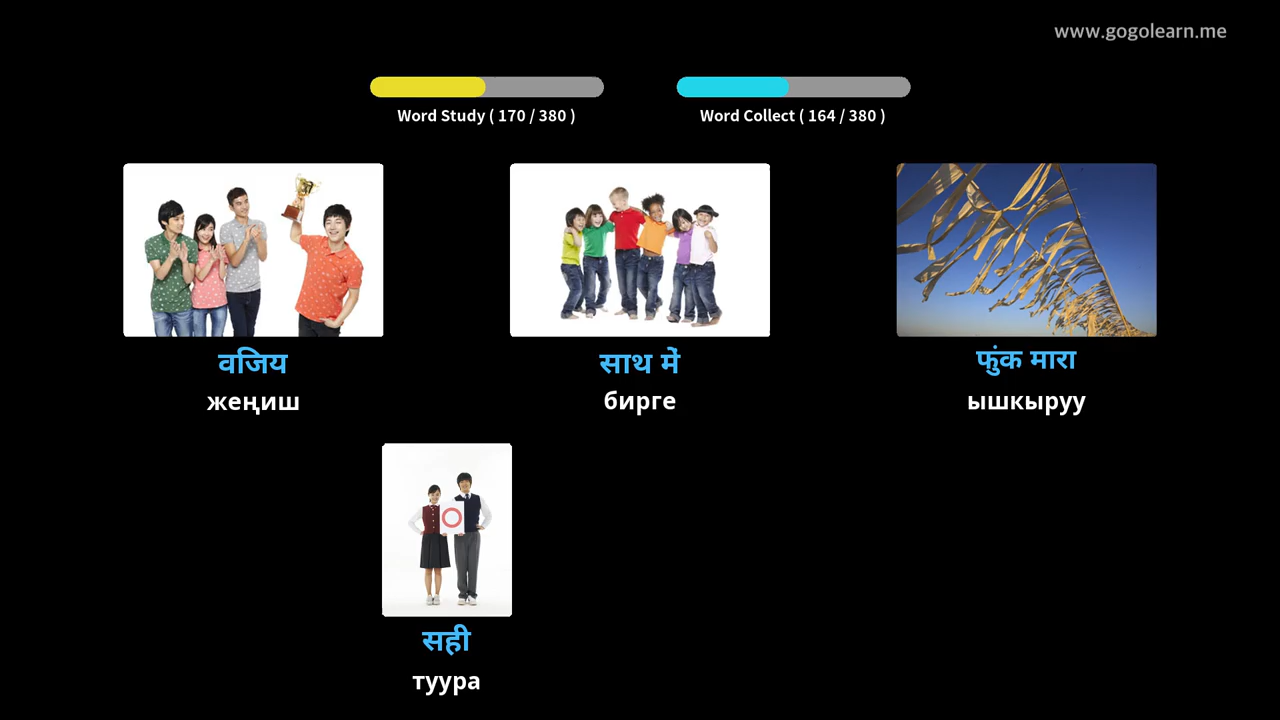 www.gogolearn.me
Word Study ( 170 / 380 )
Word Collect ( 164 / 380 )
वजिय
жеңиш
साथ में
бирге
फुंक मारा
ышкыруу
सही
туура